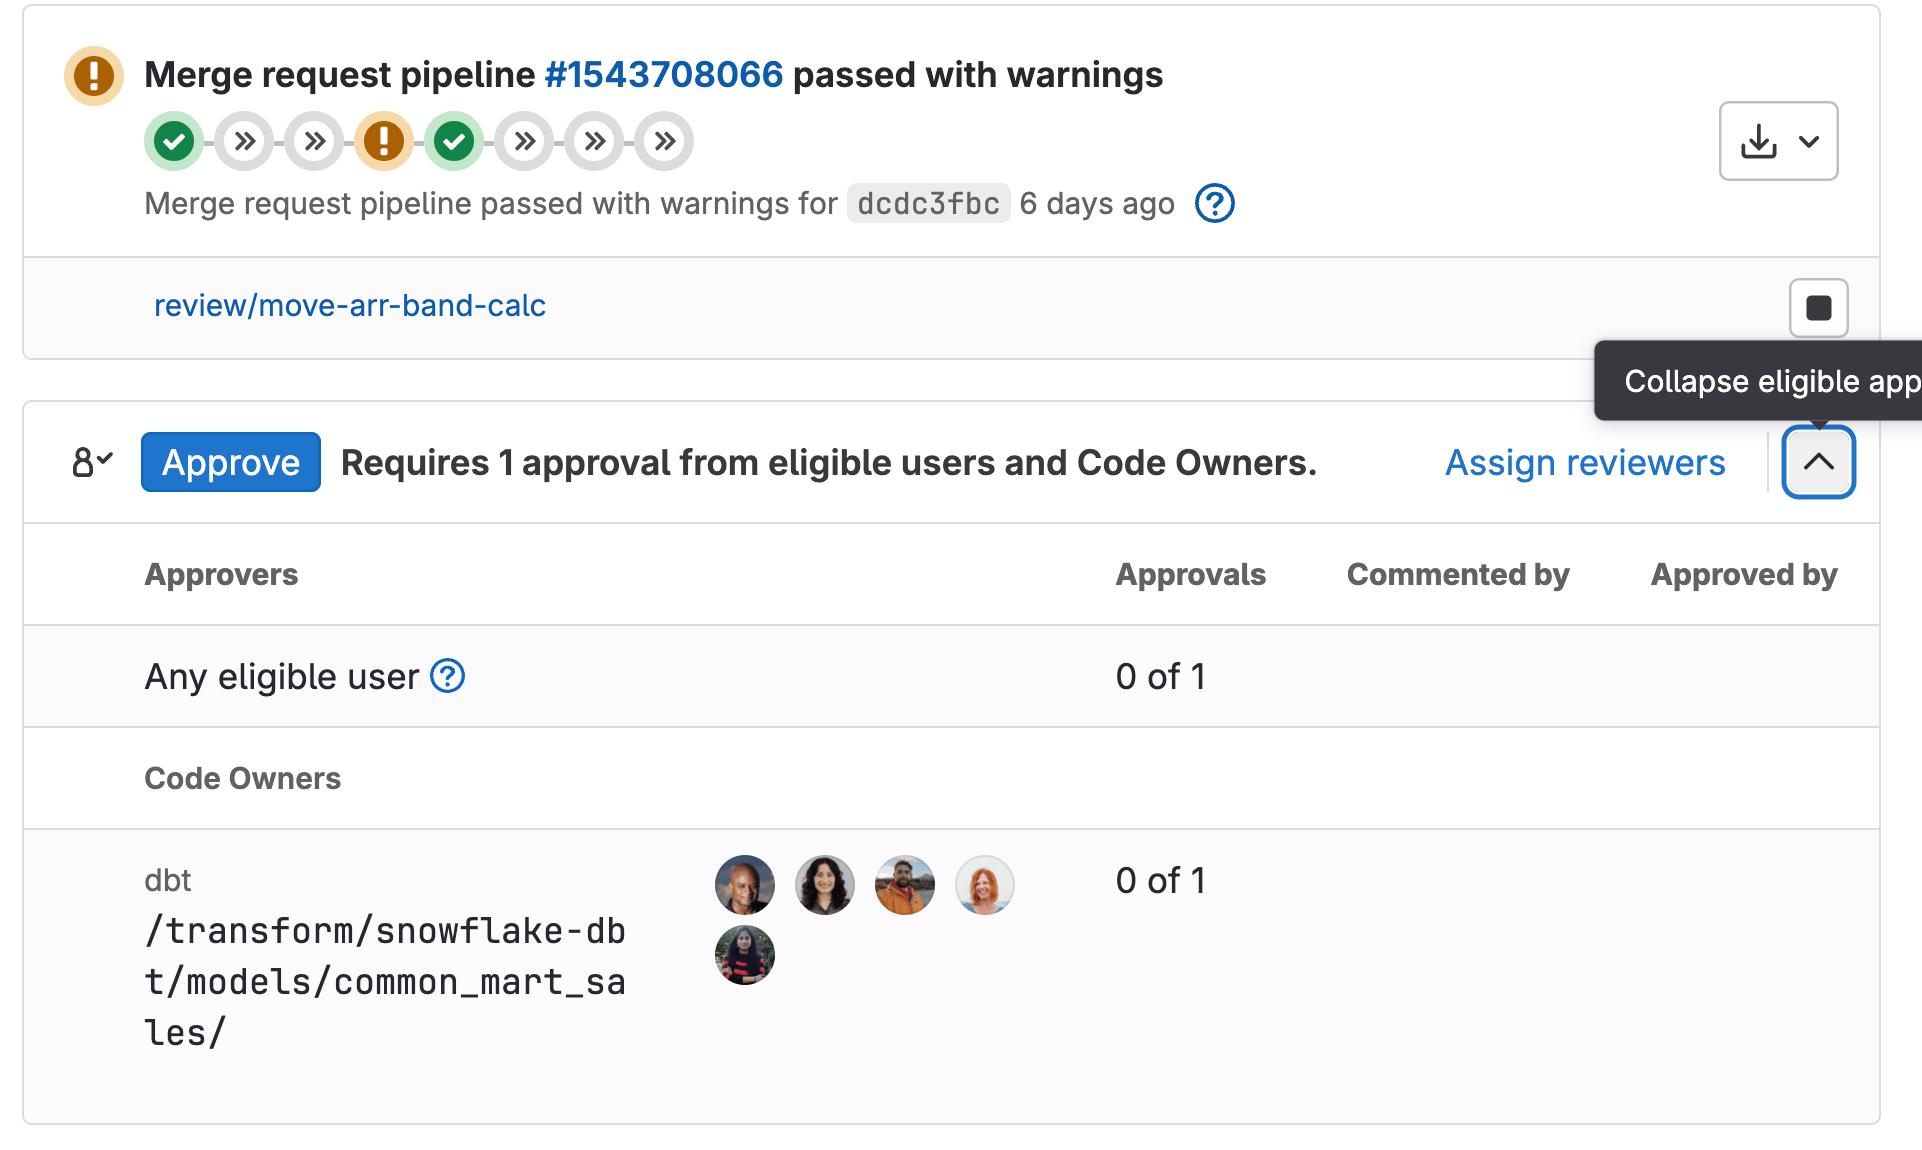 Merge request pipeline #1543708066 passed with warnings
Merge request pipeline passed with warnings for dcdc3fbc 6 days ago
review/move-arr-band-calc
Collapse eligible app
Approve Requires 1 approval from eligible users and Code Owners. Assign reviewers
Approvers Approvals Commented by Approved by
Any eligible user 0 of 1
Code Owners
dbt 0 of 1
/transform/snowflake-db
t/models/common_mart_sa
les/